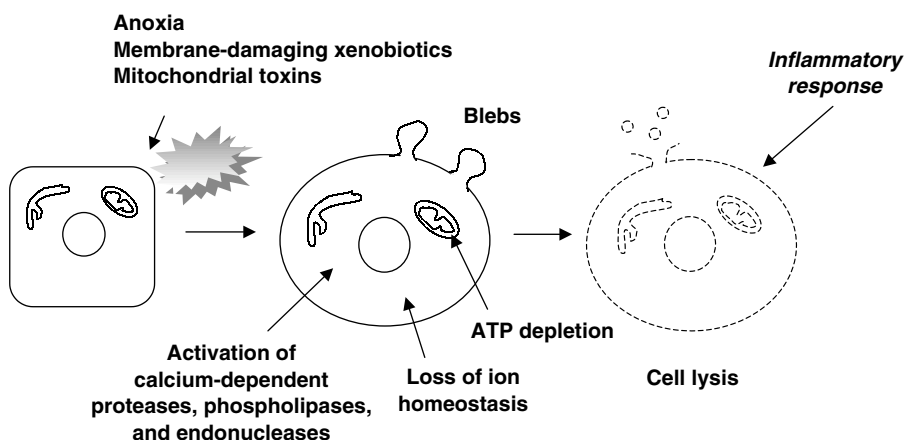 Anoxia
Membrane-damaging xenobiotics
Mitochondrial toxins
Inflammatory
response
Blebs
ATP depletion
Activation of
calcium-dependent
proteases, phospholipases,
and endonucleases
Loss of ion
homeostasis
Cell lysis